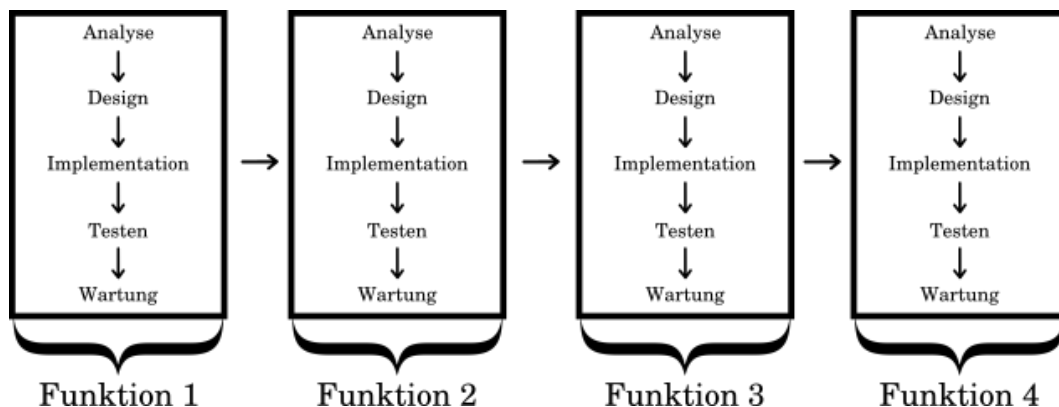 Analyse
Design
Implementation
Testen
Wartung
Funktion 1
Analyse
Design
Implementation
Testen
Wartung
Funktion 2
Analyse
Design
Implementation
Testen
Wartung
Funktion 3
Analyse
Design
Implementation
Testen
Wartung
Funktion 4